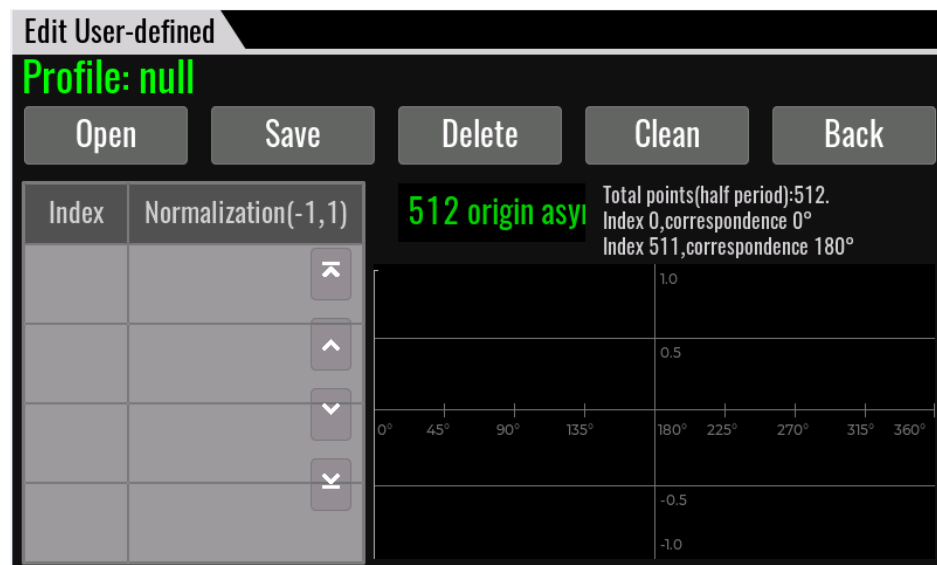 Edit User-defined
Profile: null
Open Save Delete Clean Back
Index Normalization(-1,1)
512 origin
Total points(half period):512.
Index 0,correspondence 0°
Index 511,correspondence 180°
1.0
0.5
0° 45° 90° 135° 180° 225° 270° 315° 360°
-0.5
-1.0